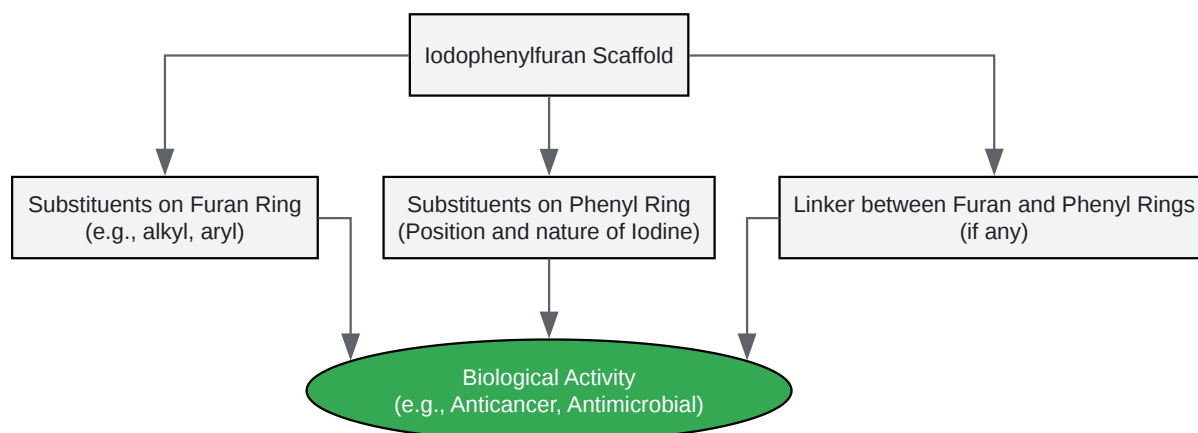 Iodophenylfuran Scaffold
Substituents on Furan Ring
(e.g., alkyl, aryl)
Substituents on Phenyl Ring
(Position and nature of Iodine)
Linker between Furan and Phenyl Rings
(if any)
Biological Activity
(e.g., Anticancer, Antimicrobial)